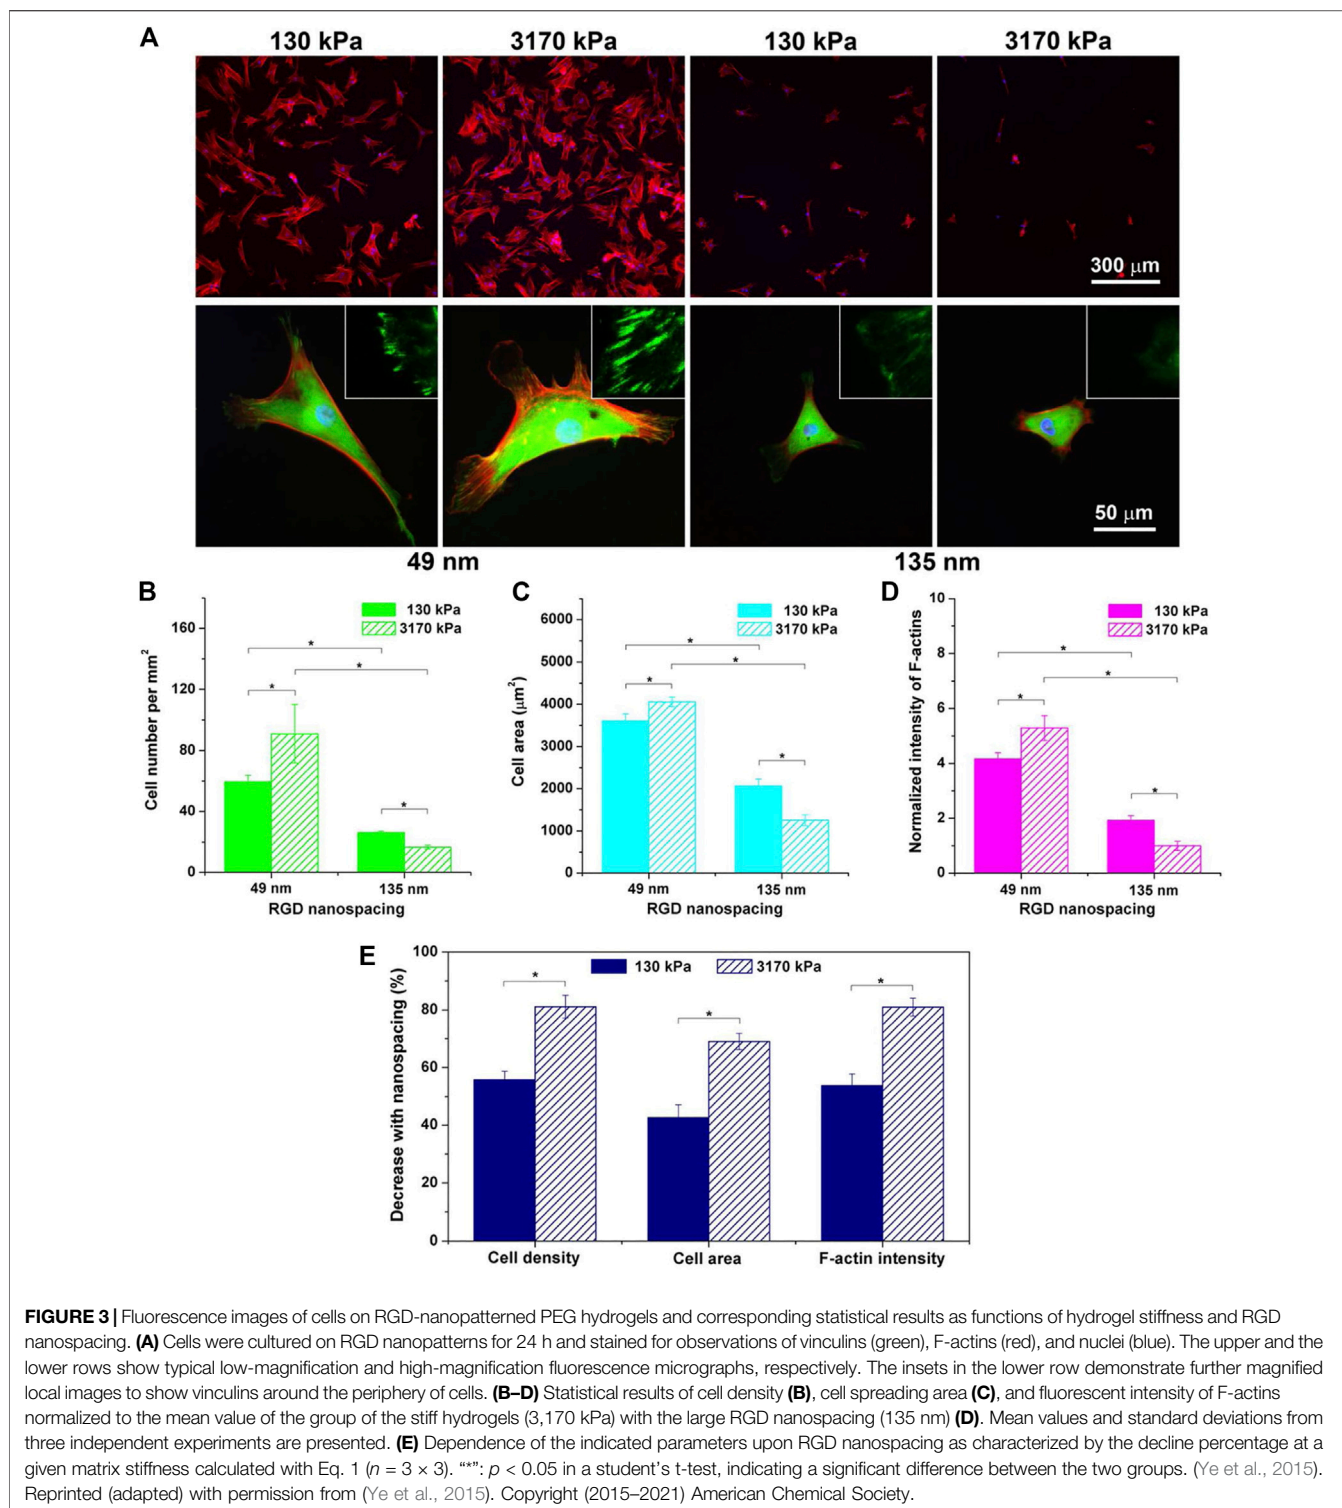 A
130 kPa 3170 kPa 130 kPa 3170 kPa
300 μm
50 μm
49 nm 135 nm
B
130 kPa
3170 kPa
Cell number per mm²
160
120
80
40
0
*
*
*
*
49 nm 135 nm
RGD nanospacing
C
130 kPa
3170 kPa
Cell area (μm²)
6000
5000
4000
3000
2000
1000
0
*
*
*
*
49 nm 135 nm
RGD nanospacing
D
130 kPa
3170 kPa
Normalized intensity of F-actins
10
8
6
4
2
0
*
*
*
*
49 nm 135 nm
RGD nanospacing
E
130 kPa 3170 kPa
Decrease with nanospacing (%)
100
80
60
40
20
0
*
*
*
Cell density Cell area F-actin intensity
FIGURE 3 | Fluorescence images of cells on RGD-nanopatterned PEG hydrogels and corresponding statistical results as functions of hydrogel stiffness and RGD
nanospacing. (A) Cells were cultured on RGD nanopatterns for 24 h and stained for observations of vinculins (green), F-actins (red), and nuclei (blue). The upper and the
lower rows show typical low-magnification and high-magnification fluorescence micrographs, respectively. The insets in the lower row demonstrate further magnified
local images to show vinculins around the periphery of cells. (B–D) Statistical results of cell density (B), cell spreading area (C), and fluorescent intensity of F-actins
normalized to the mean value of the group of the stiff hydrogels (3,170 kPa) with the large RGD nanospacing (135 nm) (D). Mean values and standard deviations from
three independent experiments are presented. (E) Dependence of the indicated parameters upon RGD nanospacing as characterized by the decline percentage at a
given matrix stiffness calculated with Eq. 1 (n = 3 × 3). “*”: p < 0.05 in a student’s t-test, indicating a significant difference between the two groups. (Ye et al., 2015).
Reprinted (adapted) with permission from (Ye et al., 2015). Copyright (2015–2021) American Chemical Society.